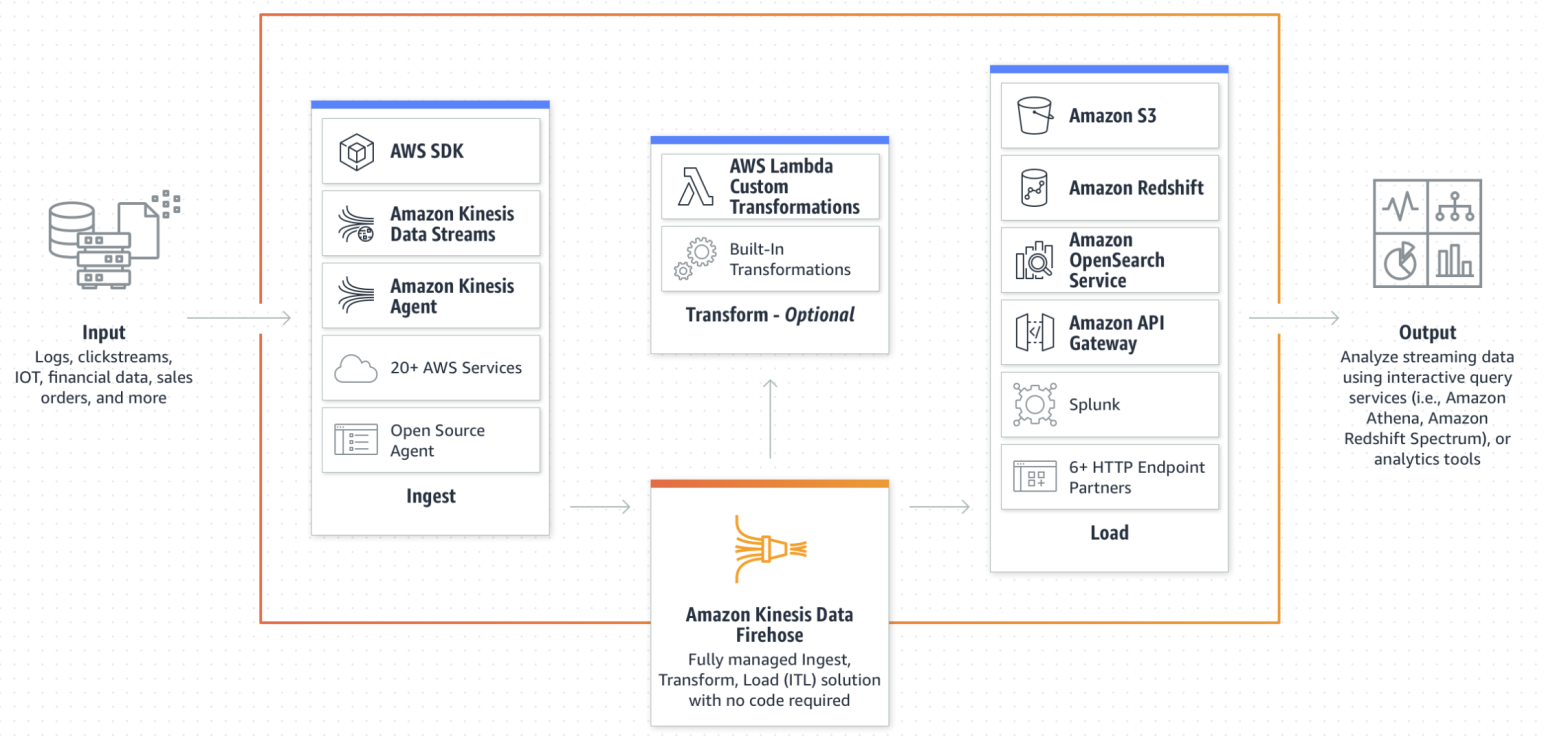 Input
Logs, clickstreams,
IOT, financial data, sales
orders, and more
AWS SDK
Amazon Kinesis
Data Streams
Amazon Kinesis
Agent
20+ AWS Services
Open Source
Agent
Ingest
AWS Lambda
Custom
Transformations
Built-In
Transformations
Transform - Optional
Amazon Kinesis Data
Firehose
Fully managed Ingest,
Transform, Load (ITL) solution
with no code required
Amazon S3
Amazon Redshift
Amazon
OpenSearch
Service
Amazon API
Gateway
Splunk
6+ HTTP Endpoint
Partners
Load
Output
Analyze streaming data
using interactive query
services (i.e., Amazon
Athena, Amazon
Redshift Spectrum), or
analytics tools